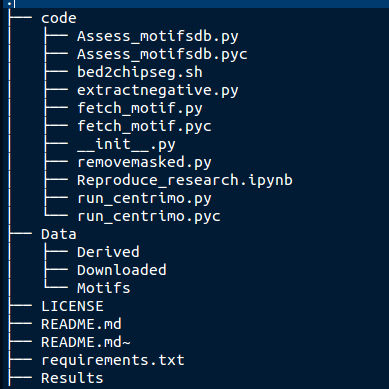 .
├── code
│   ├── Assess_motifsdb.py
│   ├── Assess_motifsdb.pyc
│   ├── bed2chipseg.sh
│   ├── extractnegative.py
│   ├── fetch_motif.py
│   ├── fetch_motif.pyc
│   ├── __init__.py
│   ├── removemasked.py
│   ├── Reproduce_research.ipynb
│   ├── run_centrimo.py
│   └── run_centrimo.pyc
├── Data
│   ├── Derived
│   ├── Downloaded
│   └── Motifs
├── LICENSE
├── README.md
├── README.md~
├── requirements.txt
├── Results